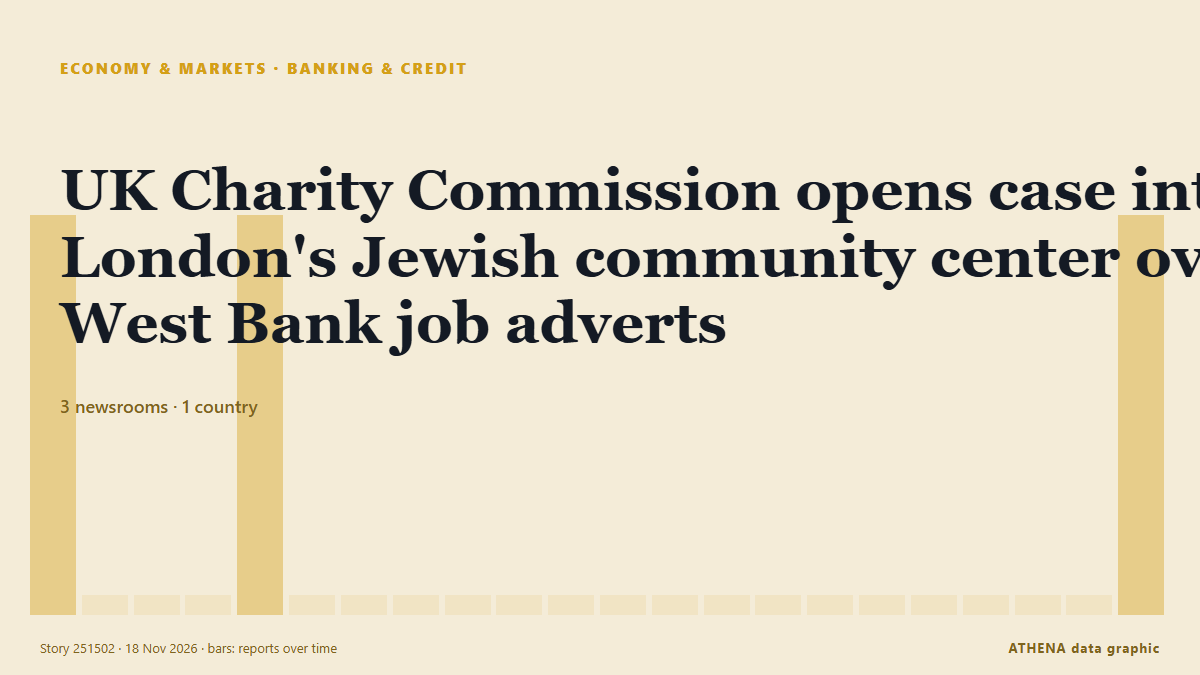 ECONOMY & MARKETS · BANKING & CREDIT
UK Charity Commission opens case int
London's Jewish community center ov
West Bank job adverts
3 newsrooms · 1 country
Story 251502 · 18 Nov 2026 · bars: reports over time
ATHENA data graphic